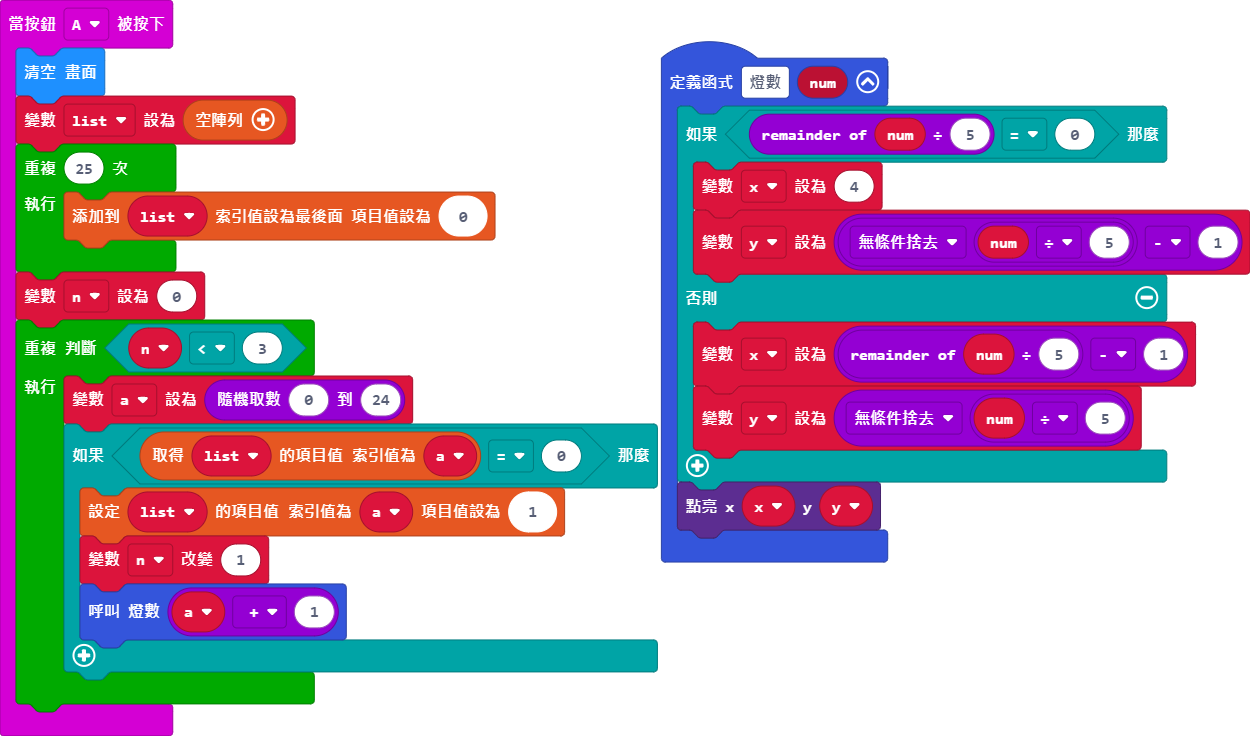 當按鈕 A 被按下
清空 畫面
變數 list 設為 空陣列
重複 25 次
執行
添加到 list 索引值設為最後面 項目值設為 0
變數 n 設為 0
重複 判斷 n < 3
執行
變數 a 設為 隨機取數 0 到 24
如果 取得 list 的項目值 索引值為 a = 0 那麼
設定 list 的項目值 索引值為 a 項目值設為 1
變數 n 改變 1
呼叫 燈數 a + 1
定義函式 燈數 num
如果 remainder of num ÷ 5 = 0 那麼
變數 x 設為 4
變數 y 設為 無條件捨去 num ÷ 5 - 1
否則
變數 x 設為 remainder of num ÷ 5 - 1
變數 y 設為 無條件捨去 num ÷ 5
點亮 x x y y